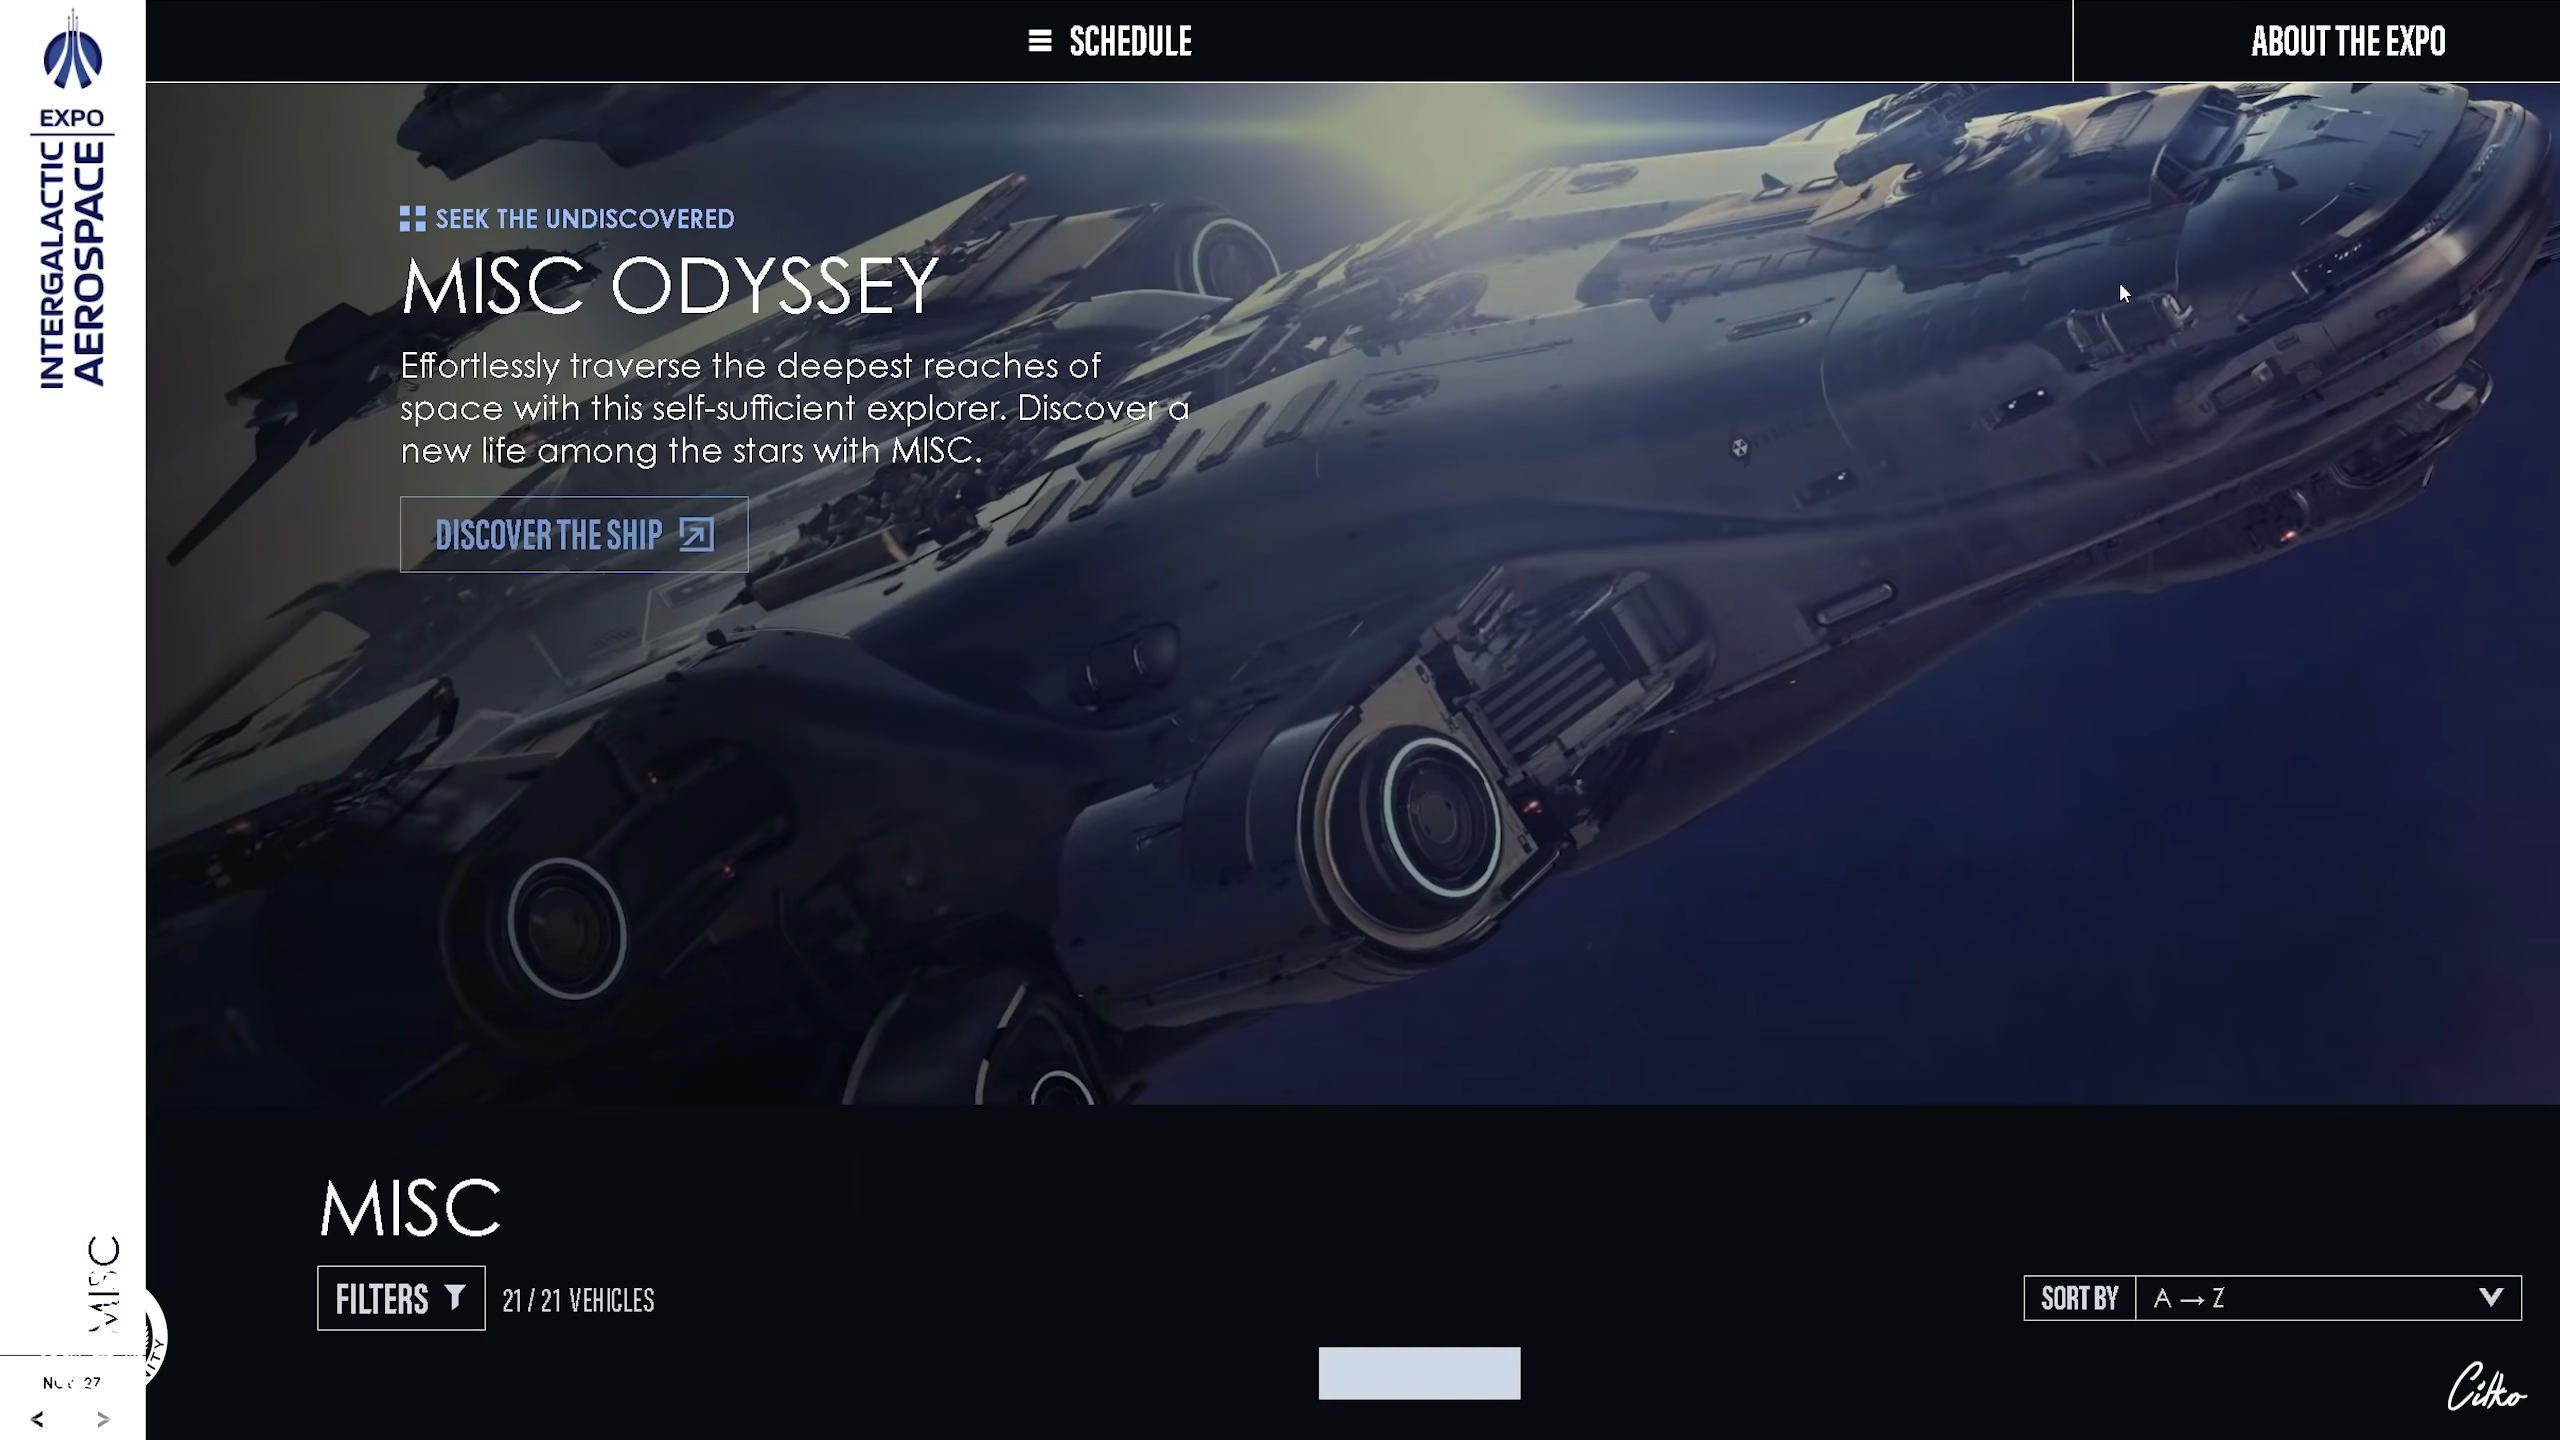 EXPO
INTERGALACTIC
AEROSPACE
SCHEDULE
ABOUT THE EXPO
SEEK THE UNDISCOVERED
MISC ODYSSEY
Effortlessly traverse the deepest reaches of
space with this self-sufficient explorer. Discover a
new life among the stars with MISC.
DISCOVER THE SHIP
MISC
FILTERS
21 / 21 VEHICLES
SORT BY
A → Z
MISC
27
< >